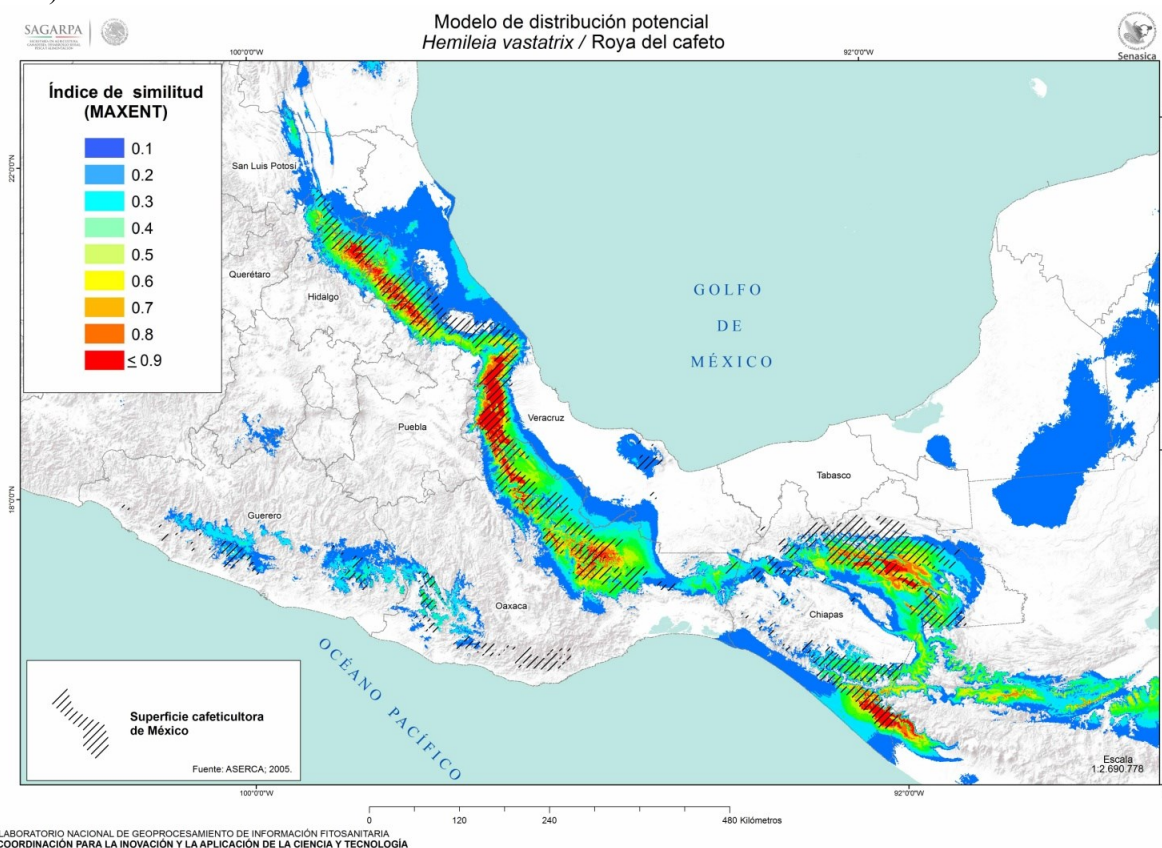 SAGARPA
Modelo de distribución potencial
Hemileia vastatrix / Roya del cafeto
Senasica
100°0'0"W
92°0'0"W
Índice de similitud
(MAXENT)
0.1
0.2
0.3
0.4
0.5
0.6
0.7
0.8
≤ 0.9
22°0'0"N
San Luis Potosí
Querétaro
Hidalgo
GOLFO
DE
MÉXICO
Puebla
Veracruz
Tabasco
18°0'0"N
Guerero
Oaxaca
Chiapas
OCÉANO PACÍFICO
Superficie cafeticultora
de México
Fuente: ASERCA; 2005.
Escala
1:2 690.778
100°0'0"W
92°0'0"W
0
120
240
480 Kilómetros
LABORATORIO NACIONAL DE GEOPROCESAMIENTO DE INFORMACIÓN FITOSANITARIA
COORDINACIÓN PARA LA INOVACIÓN Y LA APLICACIÓN DE LA CIENCIA Y TECNOLOGÍA